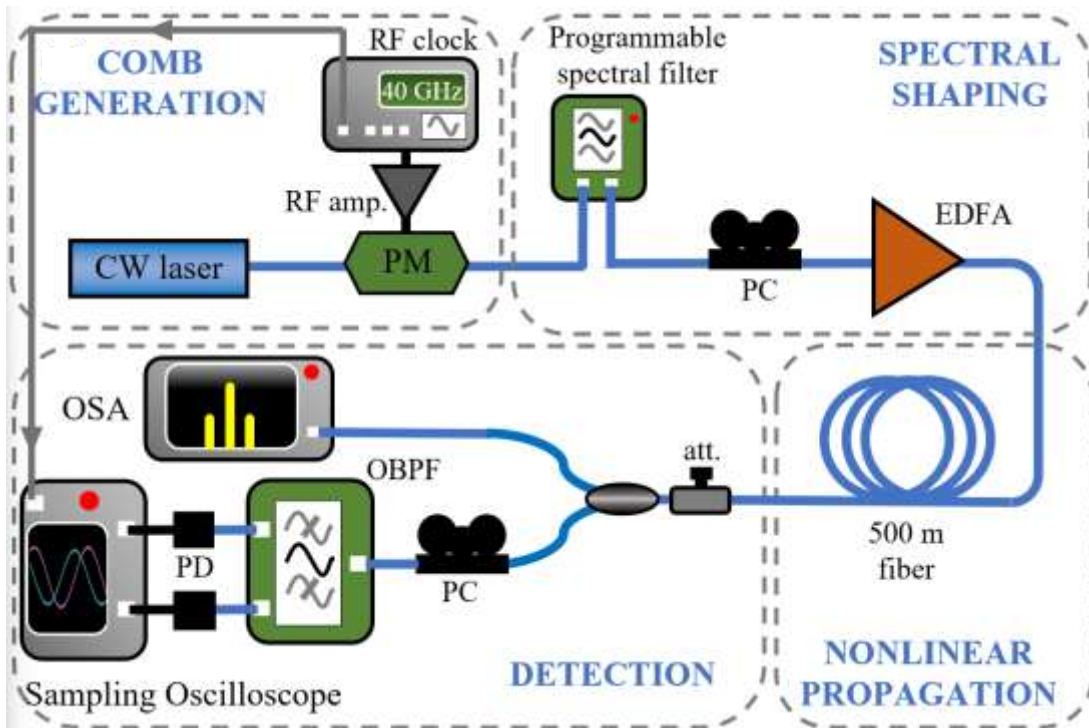 COMB
GENERATION
RF clock
40 GHz
RF amp.
CW laser
PM
Programmable
spectral filter
SPECTRAL
SHAPING
PC
EDFA
OSA
OBPF
att.
PD
PC
500 m
fiber
Sampling Oscilloscope
DETECTION
NONLINEAR
PROPAGATION